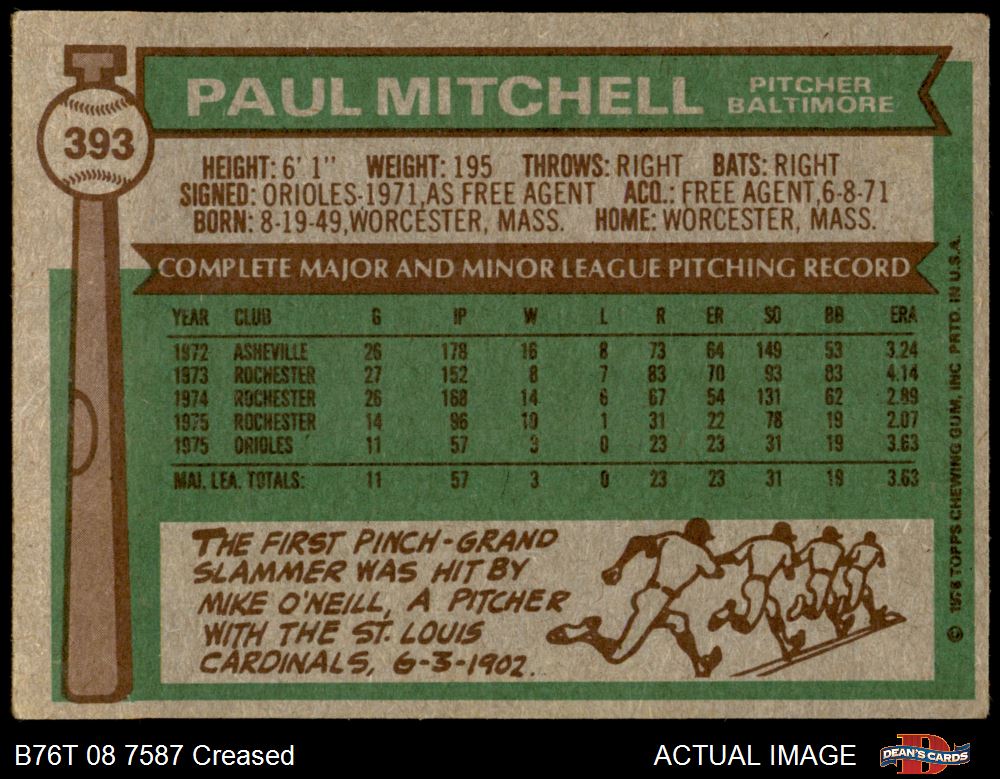 393
PAUL MITCHELL PITCHER
BALTIMORE
HEIGHT: 6' 1" WEIGHT: 195 THROWS: RIGHT BATS: RIGHT
SIGNED: ORIOLES-1971, AS FREE AGENT ACQ.: FREE AGENT, 6-8-71
BORN: 8-19-49, WORCESTER, MASS. HOME: WORCESTER, MASS.
COMPLETE MAJOR AND MINOR LEAGUE PITCHING RECORD
YEAR CLUB G IP W L R ER SO BB ERA
1972 ASHEVILLE 26 178 16 8 73 64 149 53 3.24
1973 ROCHESTER 27 152 8 7 83 70 93 83 4.14
1974 ROCHESTER 26 168 14 6 67 54 131 62 2.89
1975 ROCHESTER 14 96 10 1 31 22 78 19 2.07
1975 ORIOLES 11 57 3 0 23 23 31 19 3.63
MAJ. LEA. TOTALS: 11 57 3 0 23 23 31 19 3.63
THE FIRST PINCH-GRAND
SLAMMER WAS HIT BY
MIKE O'NEILL, A PITCHER
WITH THE ST. LOUIS
CARDINALS, 6-3-1902.
© 1976 TOPPS CHEWING GUM, INC PRTD. IN U.S.A.
B76T 08 7587 Creased ACTUAL IMAGE DEAN'S CARDS